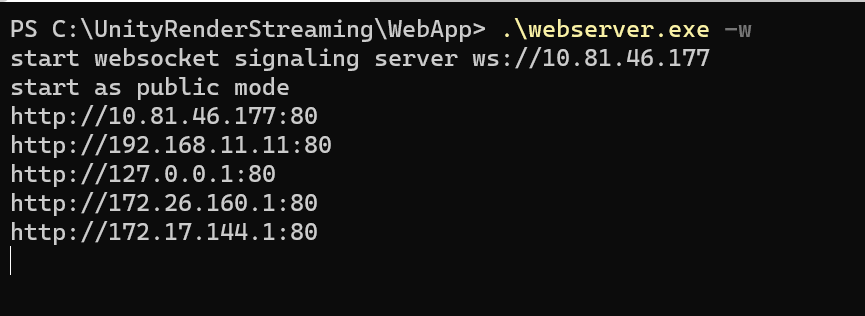 PS C:\UnityRenderStreaming\WebApp> .\webserver.exe -w
start websocket signaling server ws://10.81.46.177
start as public mode
http://10.81.46.177:80
http://192.168.11.11:80
http://127.0.0.1:80
http://172.26.160.1:80
http://172.17.144.1:80